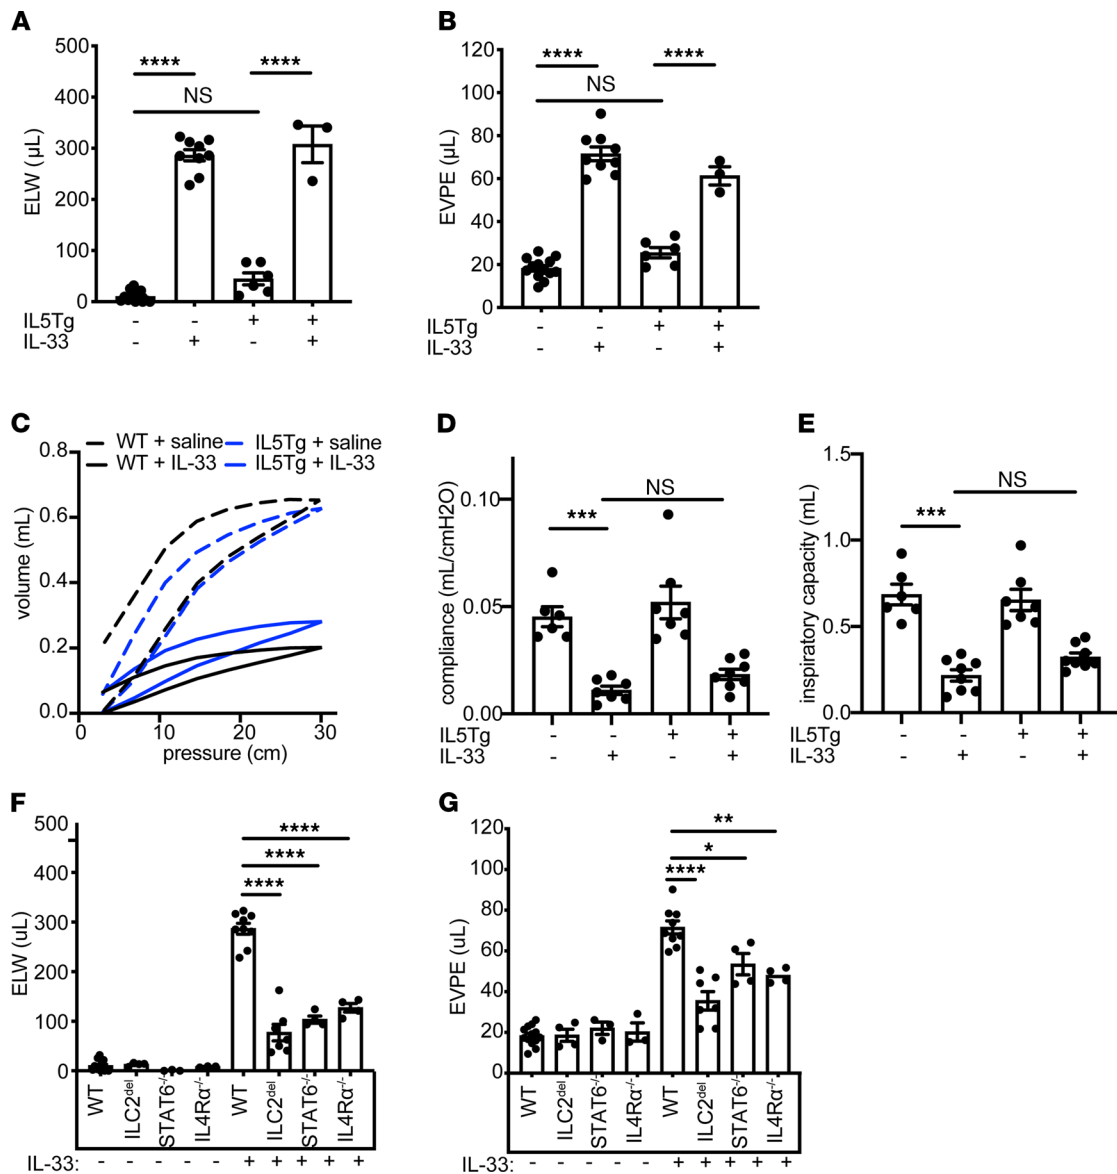 A
ELW (µL)
500
400
300
200
100
0
****
****
NS
IL5Tg - - + +
IL-33 - + - +
B
EVPE (µL)
120
100
80
60
40
20
0
****
****
NS
IL5Tg - - + +
IL-33 - + - +
C
WT + saline
IL5Tg + saline
WT + IL-33
IL5Tg + IL-33
volume (mL)
0.8
0.6
0.4
0.2
0.0
0 10 20 30
pressure (cm)
D
compliance (mL/cmH2O)
0.10
0.05
0.00
NS
***
IL5Tg - - + +
IL-33 - + - +
E
inspiratory capacity (mL)
1.5
1.0
0.5
0.0
NS
***
IL5Tg - - + +
IL-33 - + - +
F
ELW (uL)
500
400
300
200
100
0
****
****
****
WT ILC2del STAT6-/- IL4Rα-/- WT ILC2del STAT6-/- IL4Rα-/-
IL-33: - - - - - + + + + +
G
EVPE (uL)
120
100
80
60
40
20
0
**
*
****
WT ILC2del STAT6-/- IL4Rα-/- WT ILC2del STAT6-/- IL4Rα-/-
IL-33: - - - - - + + + + +